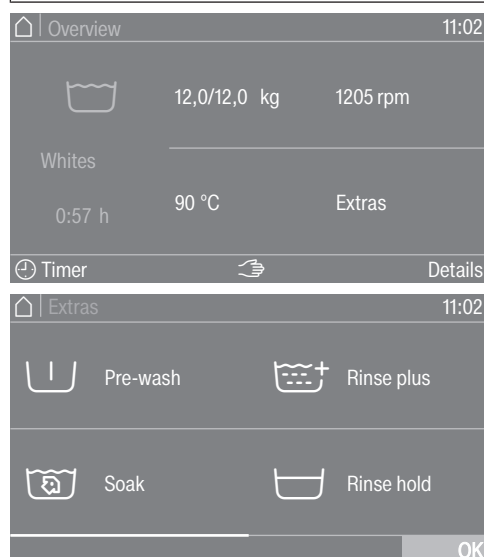 Overview 11:02
12,0/12,0 kg 1205 rpm
Whites
0:57 h
90 °C Extras
Timer Details
Extras 11:02
Pre-wash Rinse plus
Soak Rinse hold
OK